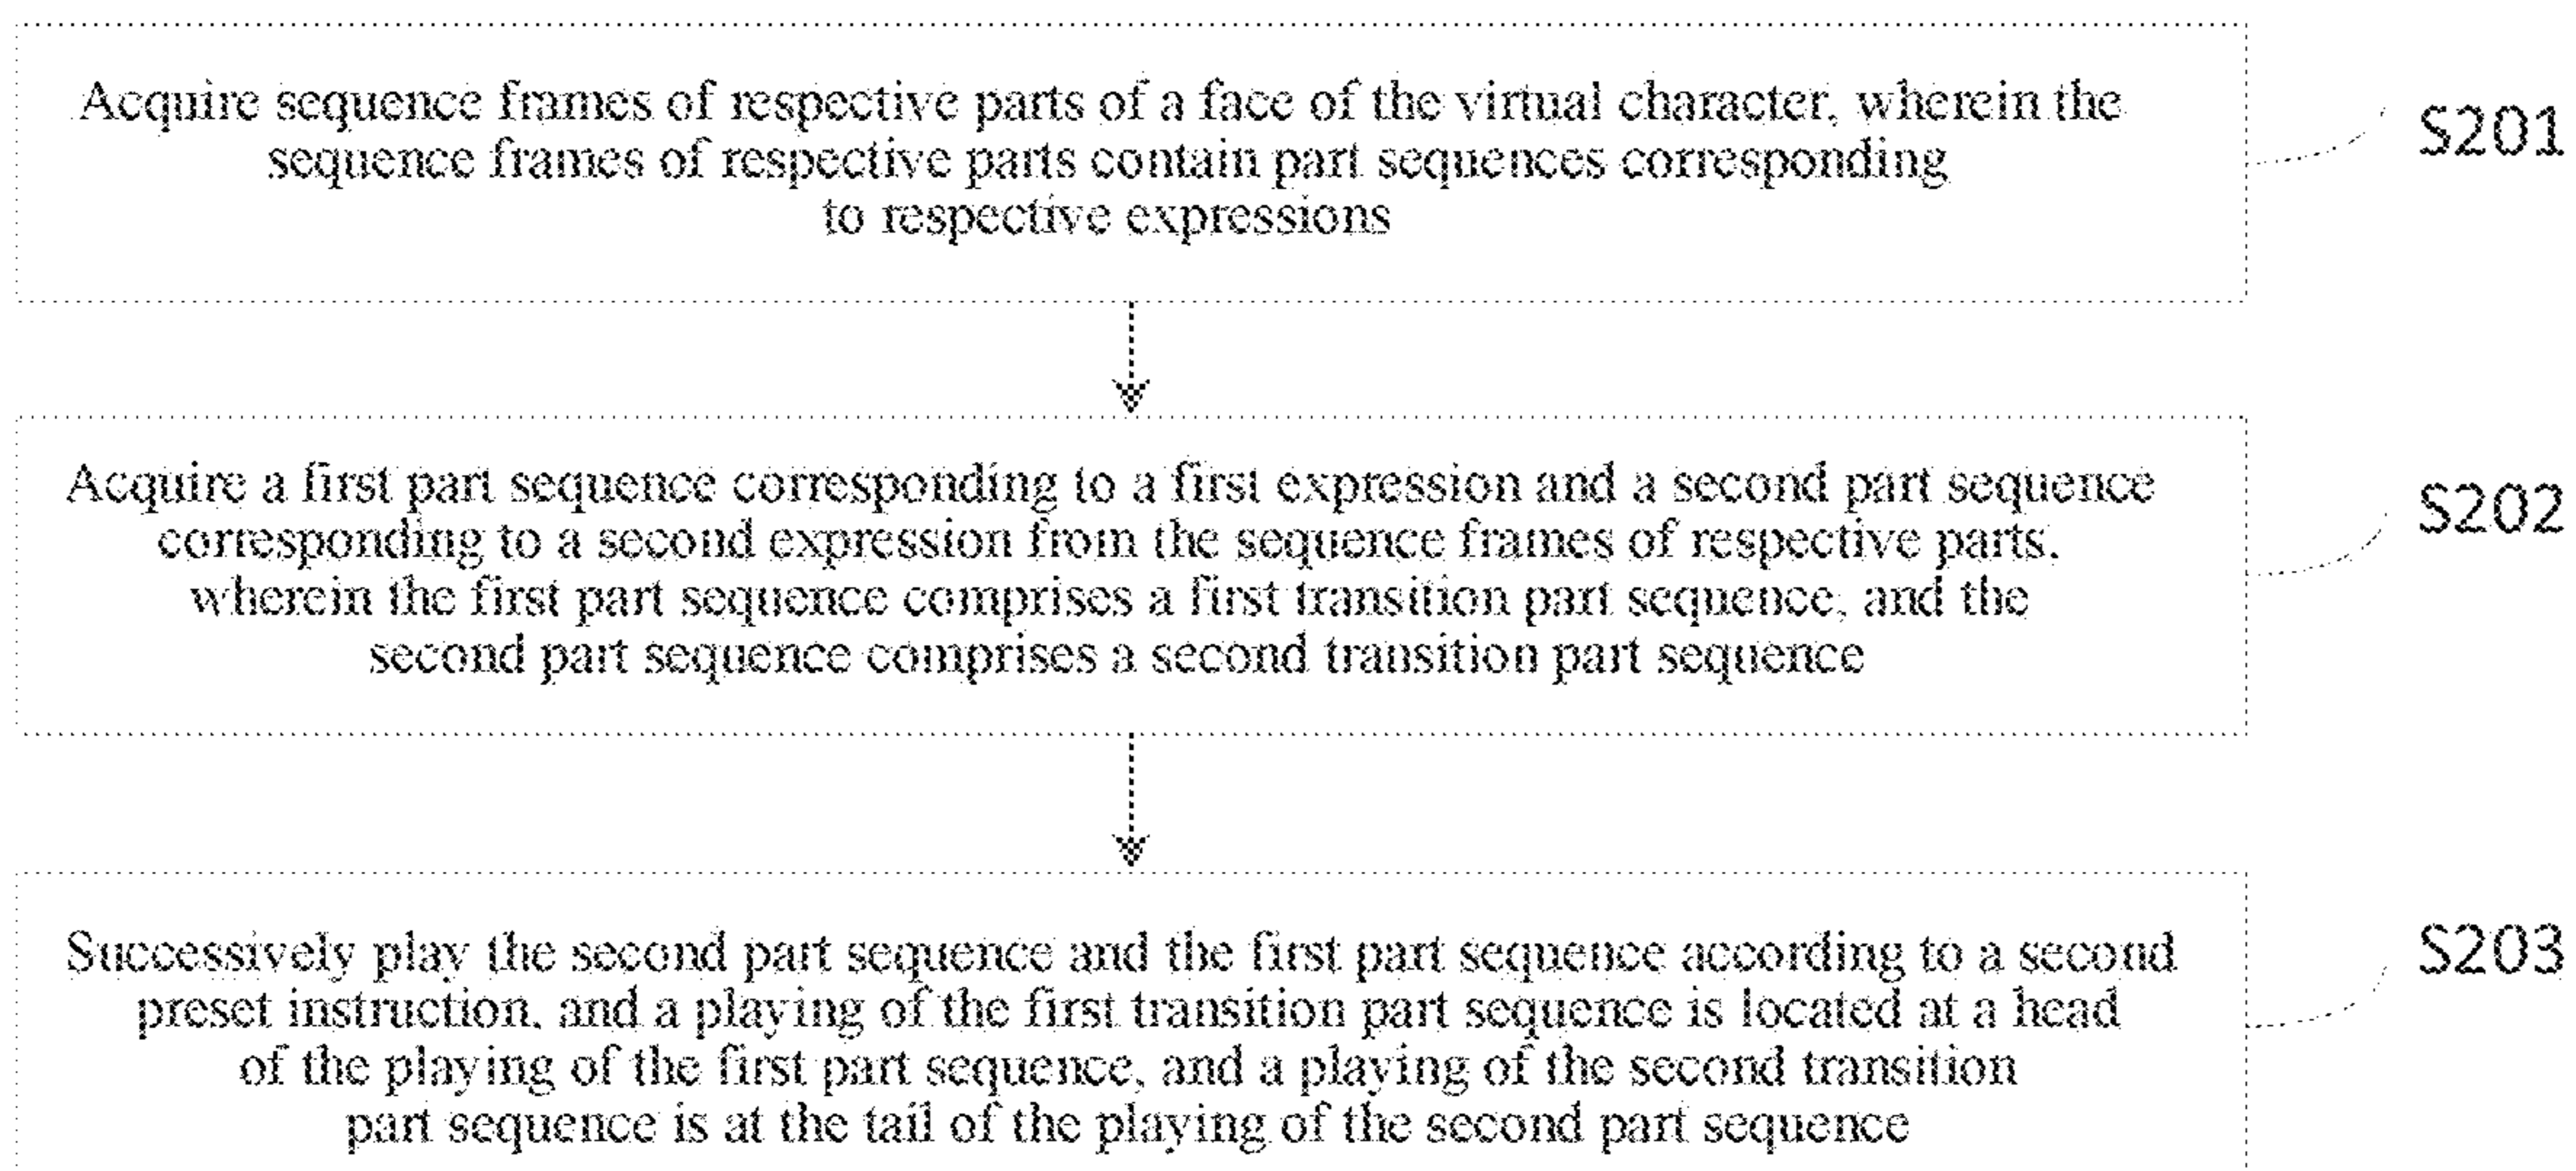 Acquire sequence frames of respective parts of a face of the virtual character, wherein the
sequence frames of respective parts contain part sequences corresponding
to respective expressions
S201
Acquire a first part sequence corresponding to a first expression and a second part sequence
corresponding to a second expression from the sequence frames of respective parts,
wherein the first part sequence comprises a first transition part sequence, and the
second part sequence comprises a second transition part sequence
S202
Successively play the second part sequence and the first part sequence according to a second
preset instruction, and a playing of the first transition part sequence is located at a head
of the playing of the first part sequence, and a playing of the second transition
part sequence is at the tail of the playing of the second part sequence
S203